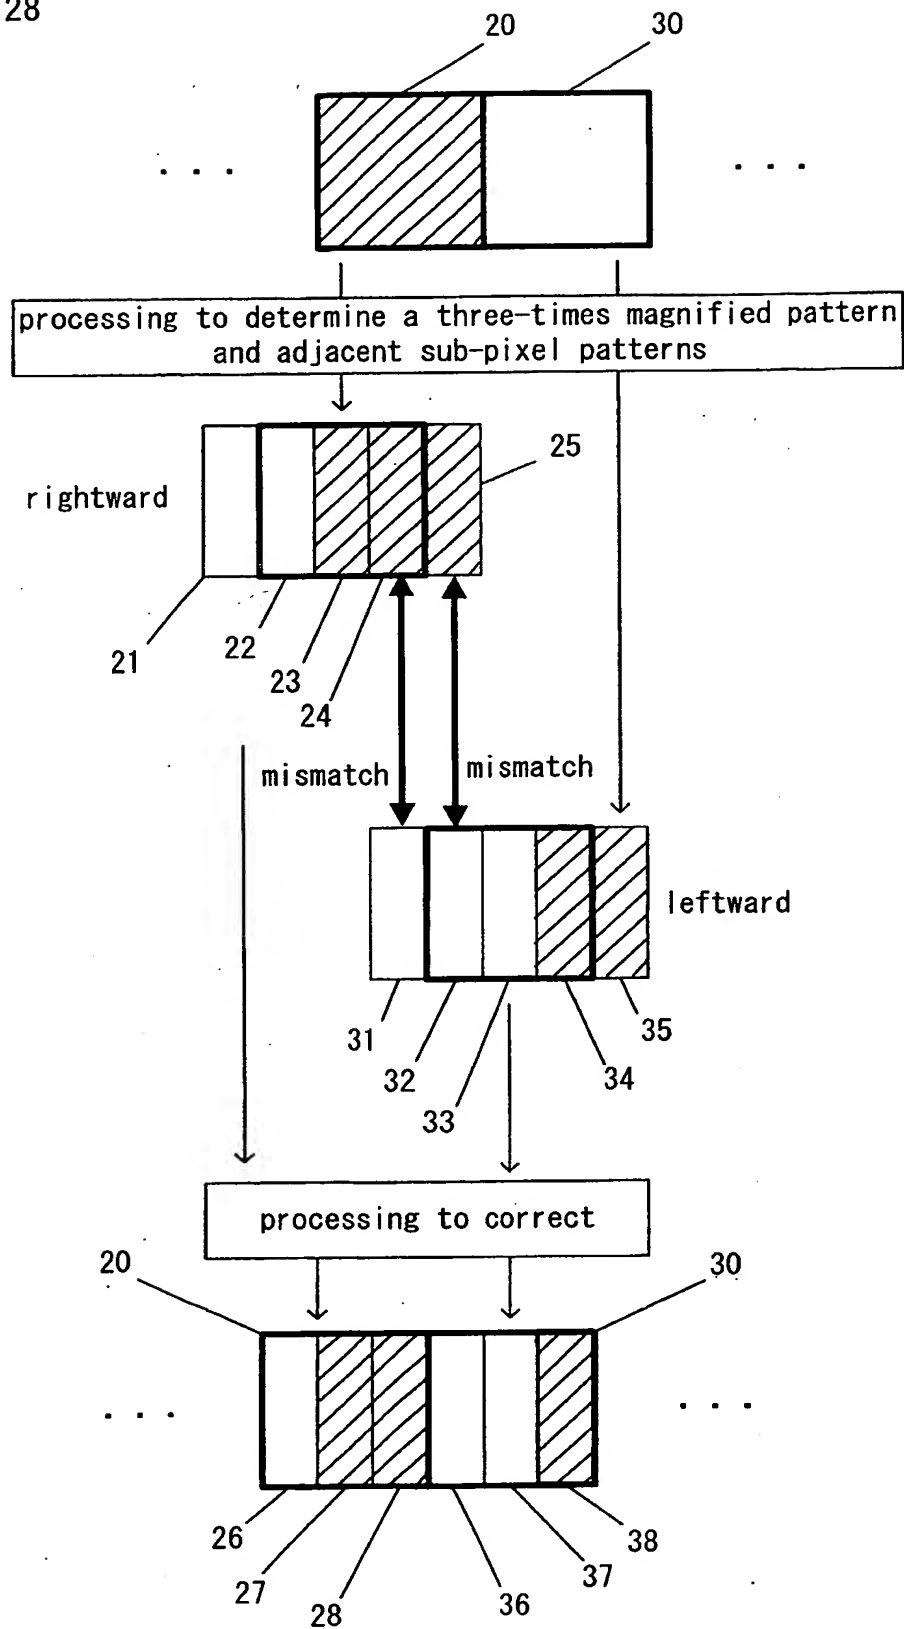 28
20
30
. . .
. . .
processing to determine a three-times magnified pattern
and adjacent sub-pixel patterns
25
rightward
21
22
23
24
mismatch
mismatch
leftward
31
32
33
34
35
processing to correct
20
30
. . .
. . .
26
27
28
36
37
38